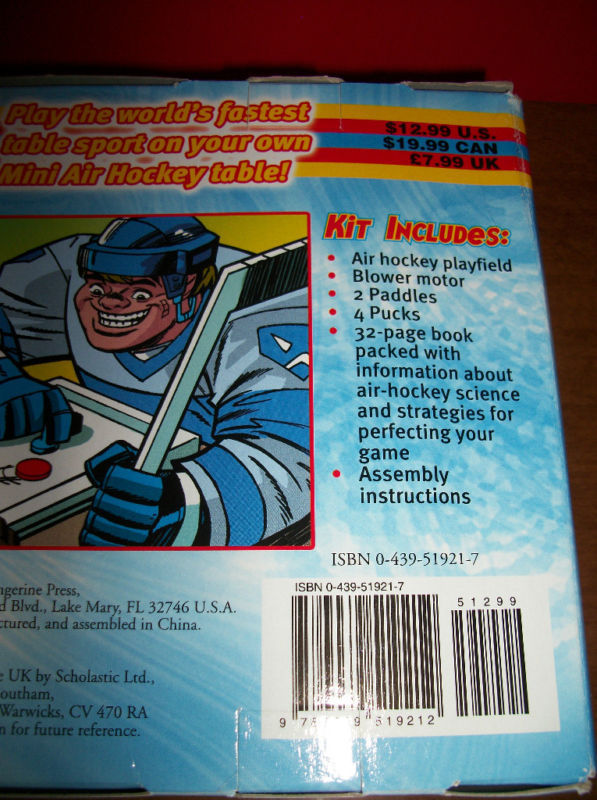 Play the world's fastest
table sport on your own
Mini Air Hockey table!
$12.99 U.S.
$19.99 CAN
£7.99 UK
Kit Includes:
• Air hockey playfield
• Blower motor
• 2 Paddles
• 4 Pucks
• 32-page book
packed with
information about
air-hockey science
and strategies for
perfecting your
game
• Assembly
instructions
ISBN 0-439-51921-7
ngerine Press,
d Blvd., Lake Mary, FL 32746 U.S.A.
ctured, and assembled in China.
e UK by Scholastic Ltd.,
outham,
Warwicks, CV 470 RA
n for future reference.
ISBN 0-439-51921-7
51299
9 519212